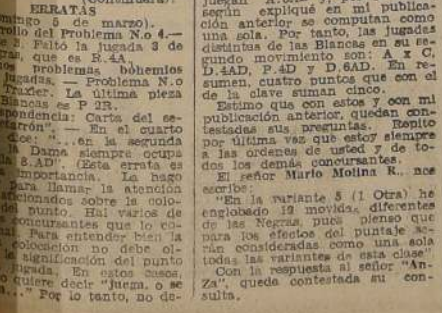 ERRATAS
mingo 5 de marzo).
rollo del Problema N.o 4.—
e 3. Faltó la jugada 3 de
ras, que es R.4A.
os problemas bohemios
jugadas. — Problema N.o
Traxler. La última pieza
Blancas es P 2R.
spondencia: Carta del se-
tarrón". — En el cuarto
dice: "... en la segunda
Dama siempre ocupa
8.AD". (Esta errata es
importancia. La hago
para llamar la atención
aficionados sobre la colo-
del punto. Hai varios de
concursantes que lo co-
mal. Para entender bien la
colocación no debe ol-
la significación del punto
jugada. En estos casos,
o quiere decir "Juega, o se
..." Por lo tanto, no de-
según expliqué en mi publica-
ción anterior se computan como
una sola. Por tanto, las jugadas
distintas de las Blancas en su se-
gundo movimiento son: A x C,
D.4AD, P.4D y D 6AD. En re-
sumen, cuatro puntos que con el
de la clave suman cinco.
Estimo que con estos y con mi
publicación anterior, quedan con-
testadas sus preguntas. Repito
por última vez que estoy siempre
a las órdenes de usted y de to-
dos los demás concursantes.
El señor Mario Molina R., nos
escribe:
"En la variante 5 (1 Otra) he
englobado 12 movidas diferentes
de las Negras, pues pienso que
para los efectos del puntaje se-
rán consideradas como una sola
todas las variantes de esta clase"
Con la respuesta al señor "An-
Za", queda contestada su con-
sulta.